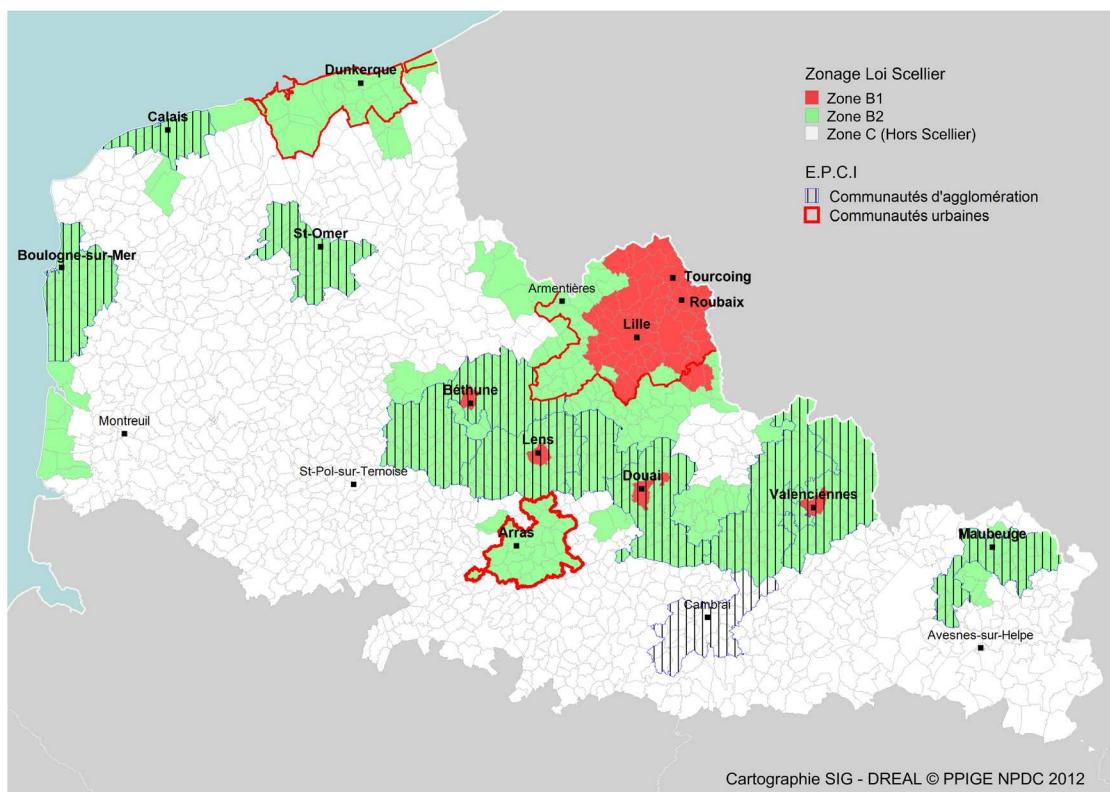 Dunkerque
Calais
St-Omer
Boulogne-sur-Mer
Armentières
Tourcoing
Roubaix
Lille
Béthune
Montreuil
Lens
St-Pol-sur-Ternoise
Douai
Valenciennes
Arras
Maubeuge
Cambrai
Avesnes-sur-Helpe
Zonage Loi Scellier
Zone B1
Zone B2
Zone C (Hors Scellier)
E.P.C.I
Communautés d'agglomération
Communautés urbaines
Cartographie SIG - DREAL © PPIGE NPDC 2012